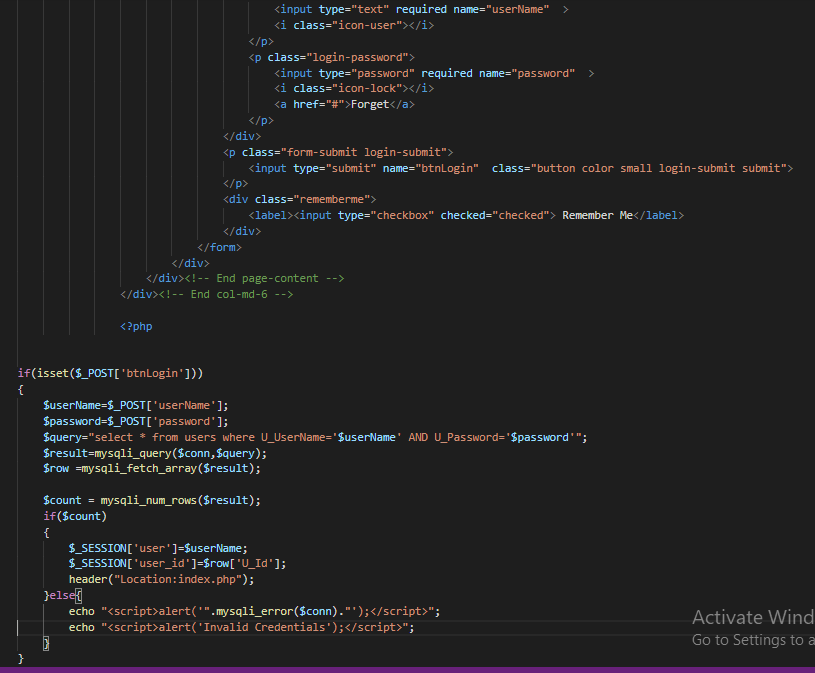 <input type="text" required name="userName"  >
<i class="icon-user"></i>
</p>
<p class="login-password">
<input type="password" required name="password"  >
<i class="icon-lock"></i>
<a href="#">Forget</a>
</p>
</div>
<p class="form-submit login-submit">
<input type="submit" name="btnLogin"  class="button color small login-submit submit">
</p>
<div class="rememberme">
<label><input type="checkbox" checked="checked"> Remember Me</label>
</div>
</form>
</div>
</div><!-- End page-content -->
</div><!-- End col-md-6 -->
<?php
if(isset($_POST['btnLogin']))
{
$userName=$_POST['userName'];
$password=$_POST['password'];
$query="select * from users where U_UserName='$userName' AND U_Password='$password'";
$result=mysqli_query($conn,$query);
$row =mysqli_fetch_array($result);
$count = mysqli_num_rows($result);
if($count)
{
$_SESSION['user']=$userName;
$_SESSION['user_id']=$row['U_Id'];
header("Location:index.php");
}else{
echo "<script>alert('".mysqli_error($conn)."');</script>";
echo "<script>alert('Invalid Credentials');</script>";
}
}
Activate Wind
Go to Settings to a